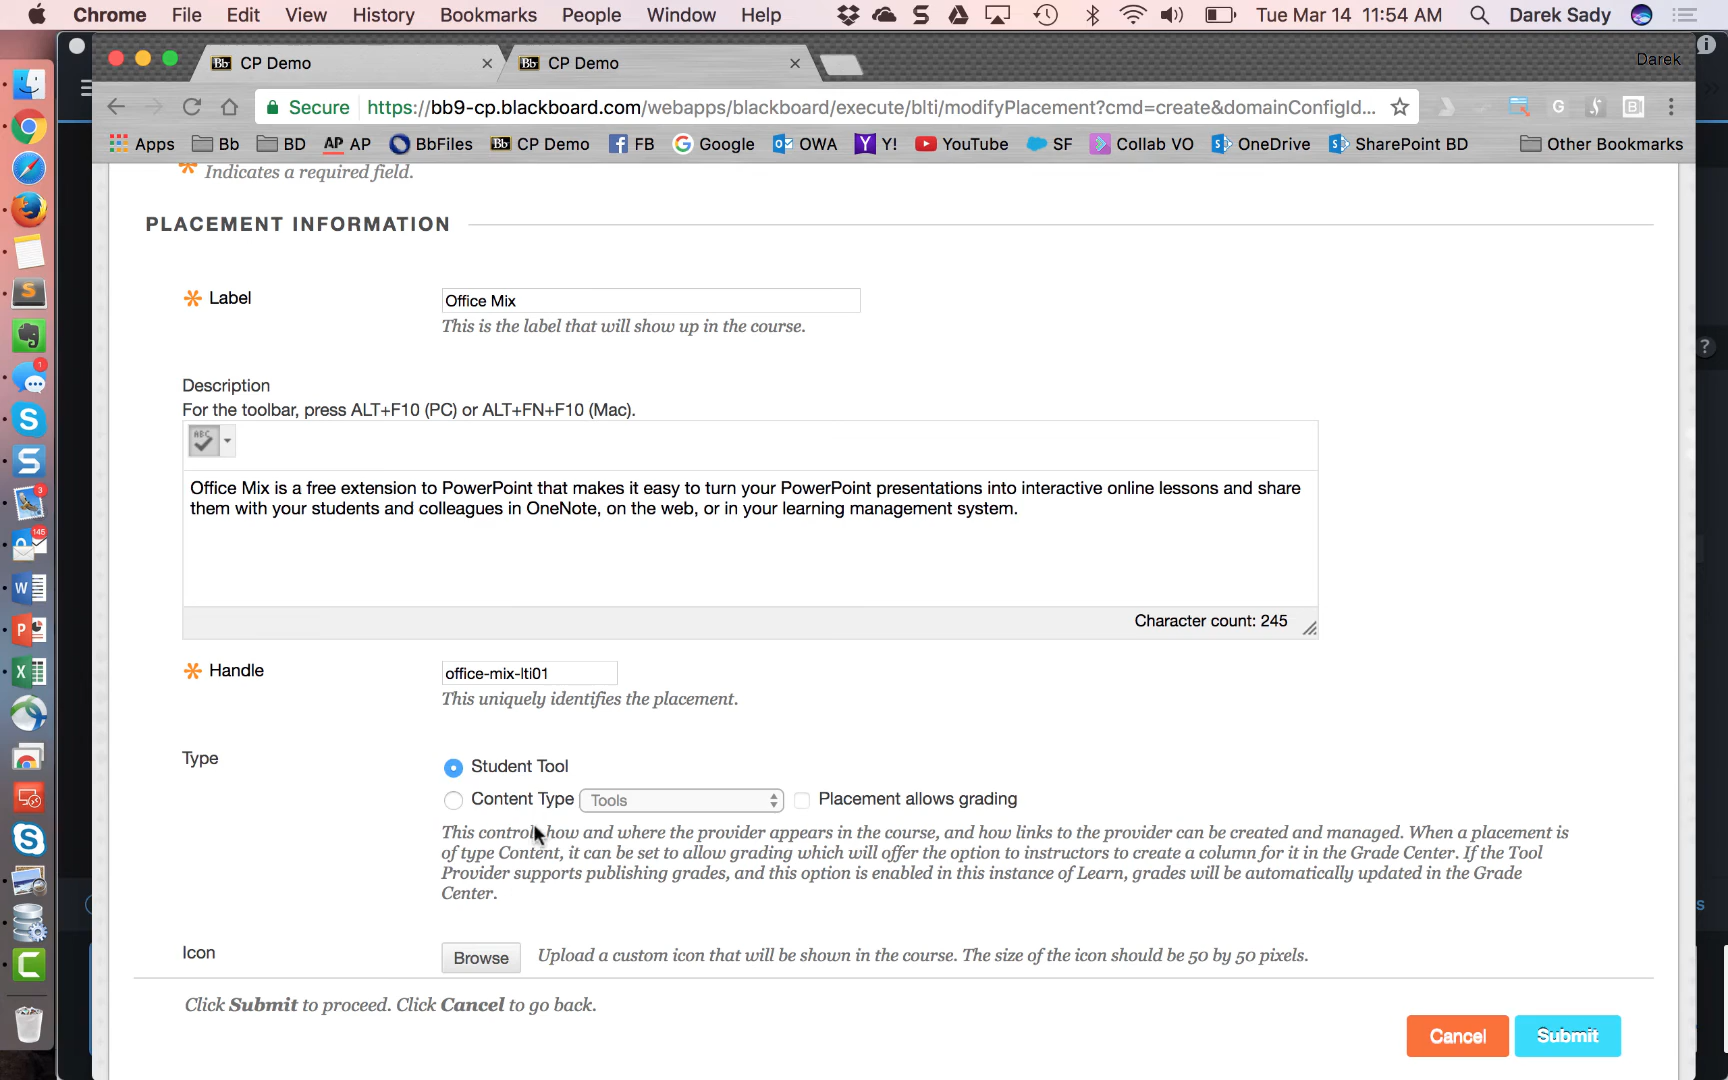 Chrome File Edit View History Bookmarks People Window Help Tue Mar 14 11:54 AM Darek Sady
Bb CP Demo Bb CP Demo Darek
Secure https://bb9-cp.blackboard.com/webapps/blackboard/execute/blti/modifyPlacement?cmd=create&domainConfigId...
Apps Bb BD AP AP BbFiles Bb CP Demo FB Google OWA Y! YouTube SF Collab VO OneDrive SharePoint BD Other Bookmarks
Indicates a required field.
PLACEMENT INFORMATION
Label Office Mix
This is the label that will show up in the course.
Description
For the toolbar, press ALT+F10 (PC) or ALT+FN+F10 (Mac).
ABC
Office Mix is a free extension to PowerPoint that makes it easy to turn your PowerPoint presentations into interactive online lessons and share
them with your students and colleagues in OneNote, on the web, or in your learning management system.
Character count: 245
Handle office-mix-lti01
This uniquely identifies the placement.
Type Student Tool
Content Type Tools Placement allows grading
This controls how and where the provider appears in the course, and how links to the provider can be created and managed. When a placement is
of type Content, it can be set to allow grading which will offer the option to instructors to create a column for it in the Grade Center. If the Tool
Provider supports publishing grades, and this option is enabled in this instance of Learn, grades will be automatically updated in the Grade
Center.
Icon Browse Upload a custom icon that will be shown in the course. The size of the icon should be 50 by 50 pixels.
Click Submit to proceed. Click Cancel to go back.
Cancel Submit